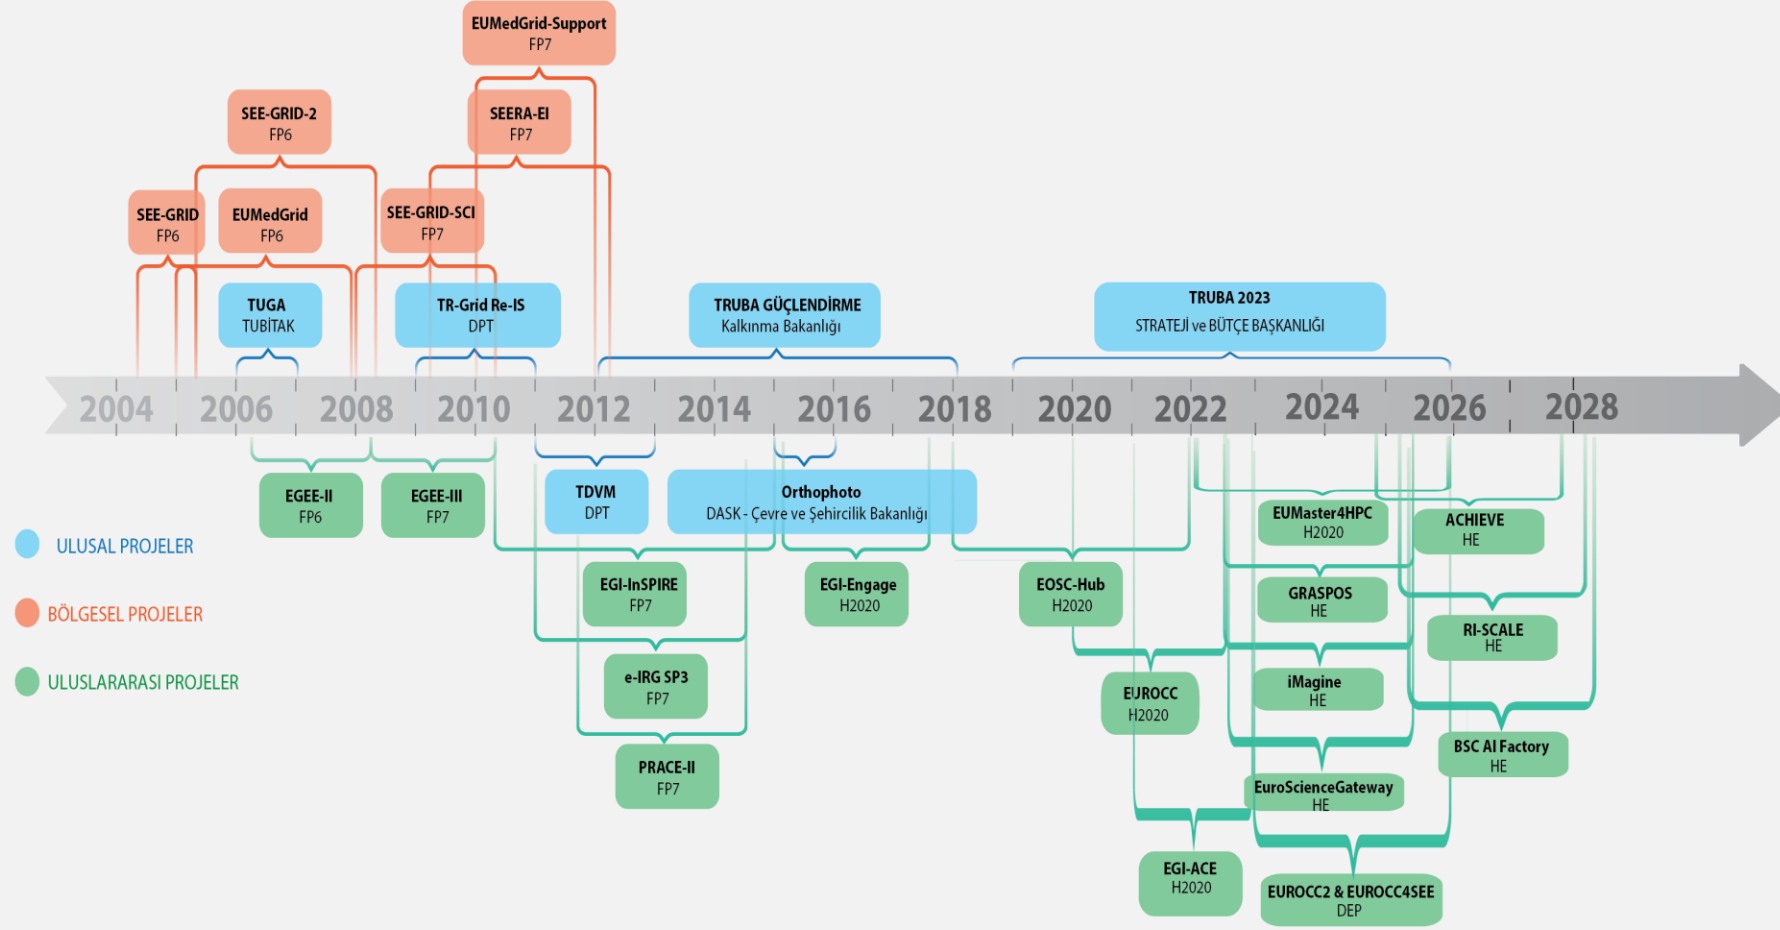 EUMedGrid-Support
FP7
SEE-GRID-2
FP6
SEERA-EI
FP7
SEE-GRID
FP6
EUMedGrid
FP6
SEE-GRID-SCI
FP7
TUGA
TUBİTAK
TR-Grid Re-IS
DPT
TRUBA GÜÇLENDİRME
Kalkınma Bakanlığı
TRUBA 2023
STRATEJİ ve BÜTÇE BAŞKANLIĞI
2004 2006 2008 2010 2012 2014 2016 2018 2020 2022 2024 2026 2028
EGEE-II
FP6
EGEE-III
FP7
TDVM
DPT
Orthophoto
DASK - Çevre ve Şehircilik Bakanlığı
EUMaster4HPC
H2020
ACHIEVE
HE
ULUSAL PROJELER
BÖLGESEL PROJELER
ULUSLARARASI PROJELER
EGI-InSPIRE
FP7
EGI-Engage
H2020
EOSC-Hub
H2020
GRASPOS
HE
RI-SCALE
HE
e-IRG SP3
FP7
EUROCC
H2020
iMagine
HE
PRACE-II
FP7
BSC AI Factory
HE
EuroScienceGateway
HE
EGI-ACE
H2020
EUROCC2 & EUROCC4SEE
DEP